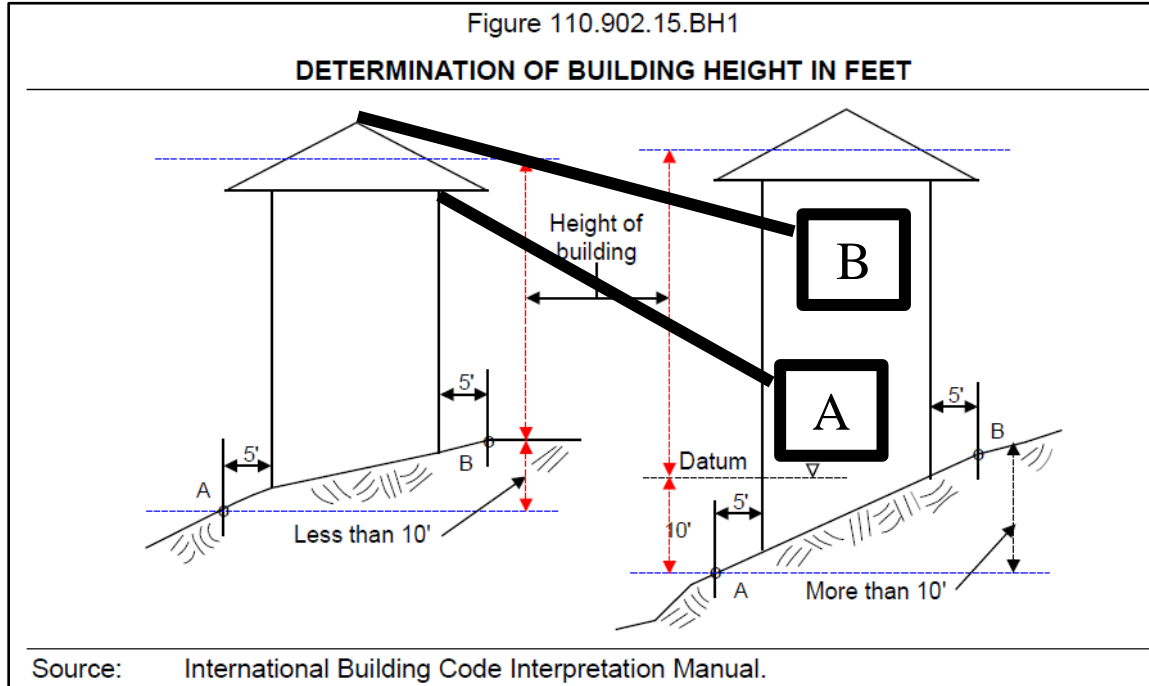 Figure 110.902.15.BH1
DETERMINATION OF BUILDING HEIGHT IN FEET
Height of
building
B
A
5'
5'
A
B
Less than 10'
5'
B
Datum
5'
10'
A
More than 10'
Source: International Building Code Interpretation Manual.